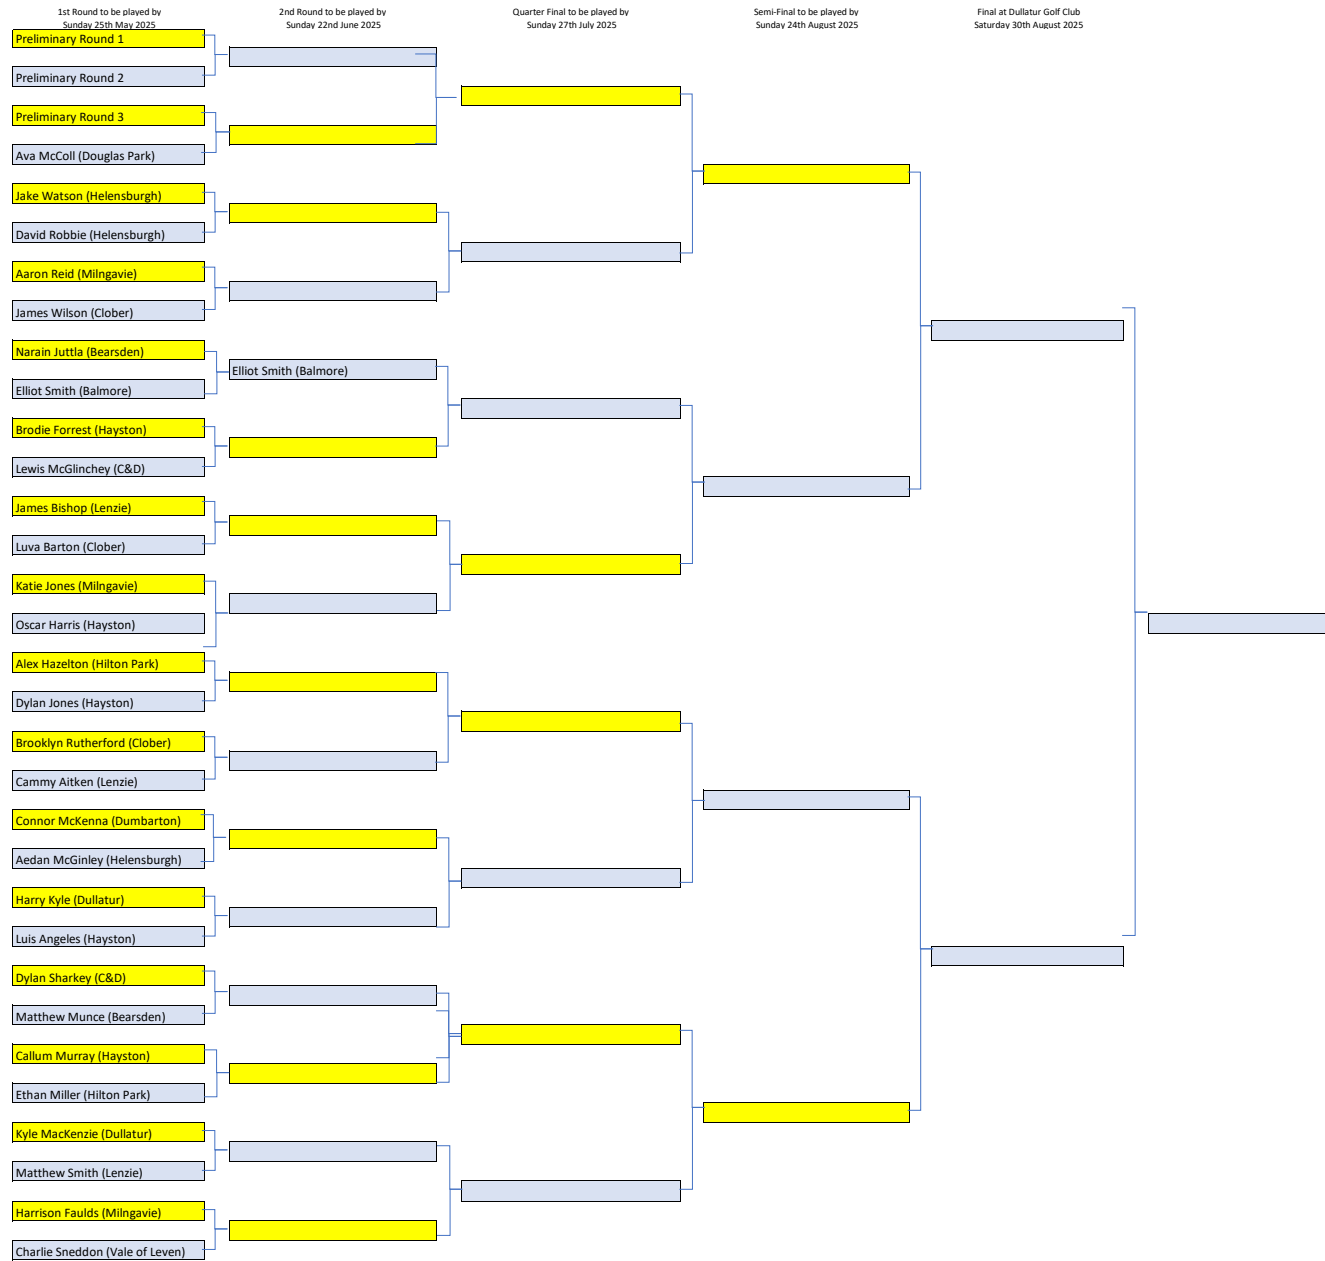 1st Round to be played by
Sunday 25th May 2025
2nd Round to be played by
Sunday 22nd June 2025
Quarter Final to be played by
Sunday 27th July 2025
Semi-Final to be played by
Sunday 24th August 2025
Final at Dullatur Golf Club
Saturday 30th August 2025
Preliminary Round 1
Preliminary Round 2
Preliminary Round 3
Ava McColl (Douglas Park)
Jake Watson (Helensburgh)
David Robbie (Helensburgh)
Aaron Reid (Milngavie)
James Wilson (Clober)
Narain Juttla (Bearsden)
Elliot Smith (Balmore)
Elliot Smith (Balmore)
Brodie Forrest (Hayston)
Lewis McGlinchey (C&D)
James Bishop (Lenzie)
Luva Barton (Clober)
Katie Jones (Milngavie)
Oscar Harris (Hayston)
Alex Hazelton (Hilton Park)
Dylan Jones (Hayston)
Brooklyn Rutherford (Clober)
Cammy Aitken (Lenzie)
Connor McKenna (Dumbarton)
Aedan McGinley (Helensburgh)
Harry Kyle (Dullatur)
Luis Angeles (Hayston)
Dylan Sharkey (C&D)
Matthew Munce (Bearsden)
Callum Murray (Hayston)
Ethan Miller (Hilton Park)
Kyle MacKenzie (Dullatur)
Matthew Smith (Lenzie)
Harrison Faulds (Milngavie)
Charlie Sneddon (Vale of Leven)